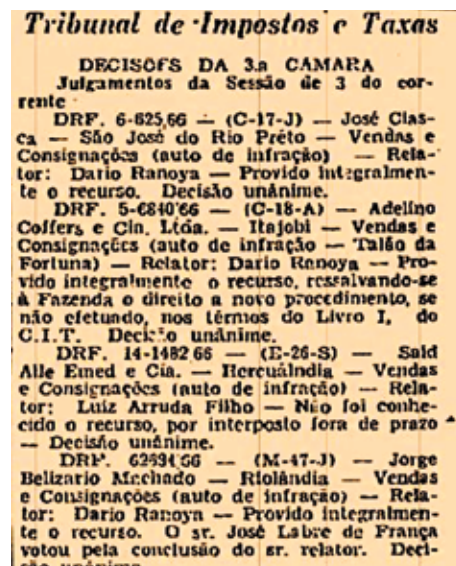 Tribunal de Impostos e Taxas
DECISOES DA 3.a CAMARA
Julgamentos da Sessão de 3 do cor-
rente
DRF. 6-625,66 — (C-17-J) — José Cias-
ca — São José do Rio Prêto — Vendas e
Consignações (auto de infração) — Rela-
tor: Dario Ranoya — Provido integralmen-
te o recurso. Decisão unânime.
DRF. 5-6840/66 — (C-18-A) — Adelino
Coffers e Cia. Ltda. — Itajobi — Vendas e
Consignações (auto de infração — Talão da
Fortuna) — Relator: Dario Ranoya — Pro-
vido integralmente o recurso, ressalvando-se
à Fazenda o direito a novo procedimento, se
não efetundo, nos têrmos do Livro I, do
C.I.T. Decisão unânime.
DRF. 14-1482 66 — (E-26-S) — Said
Alle Emed e Cia. — Herculândia — Vendas
e Consignações (auto de infração) — Rela-
tor: Luiz Arruda Filho — Não foi conhe-
cido o recurso, por interposto fora de prazo
— Decisão unânime.
DRF. 66 — (M-47-J) — Jorge
Belizario Machado — Riolândia — Vendas
e Consignações (auto de infração) — Rela-
tor: Dario Ranoya — Provido integralmen-
te o recurso. O sr. José Labre de França
votou pela conclusão do sr. relator. Deci-